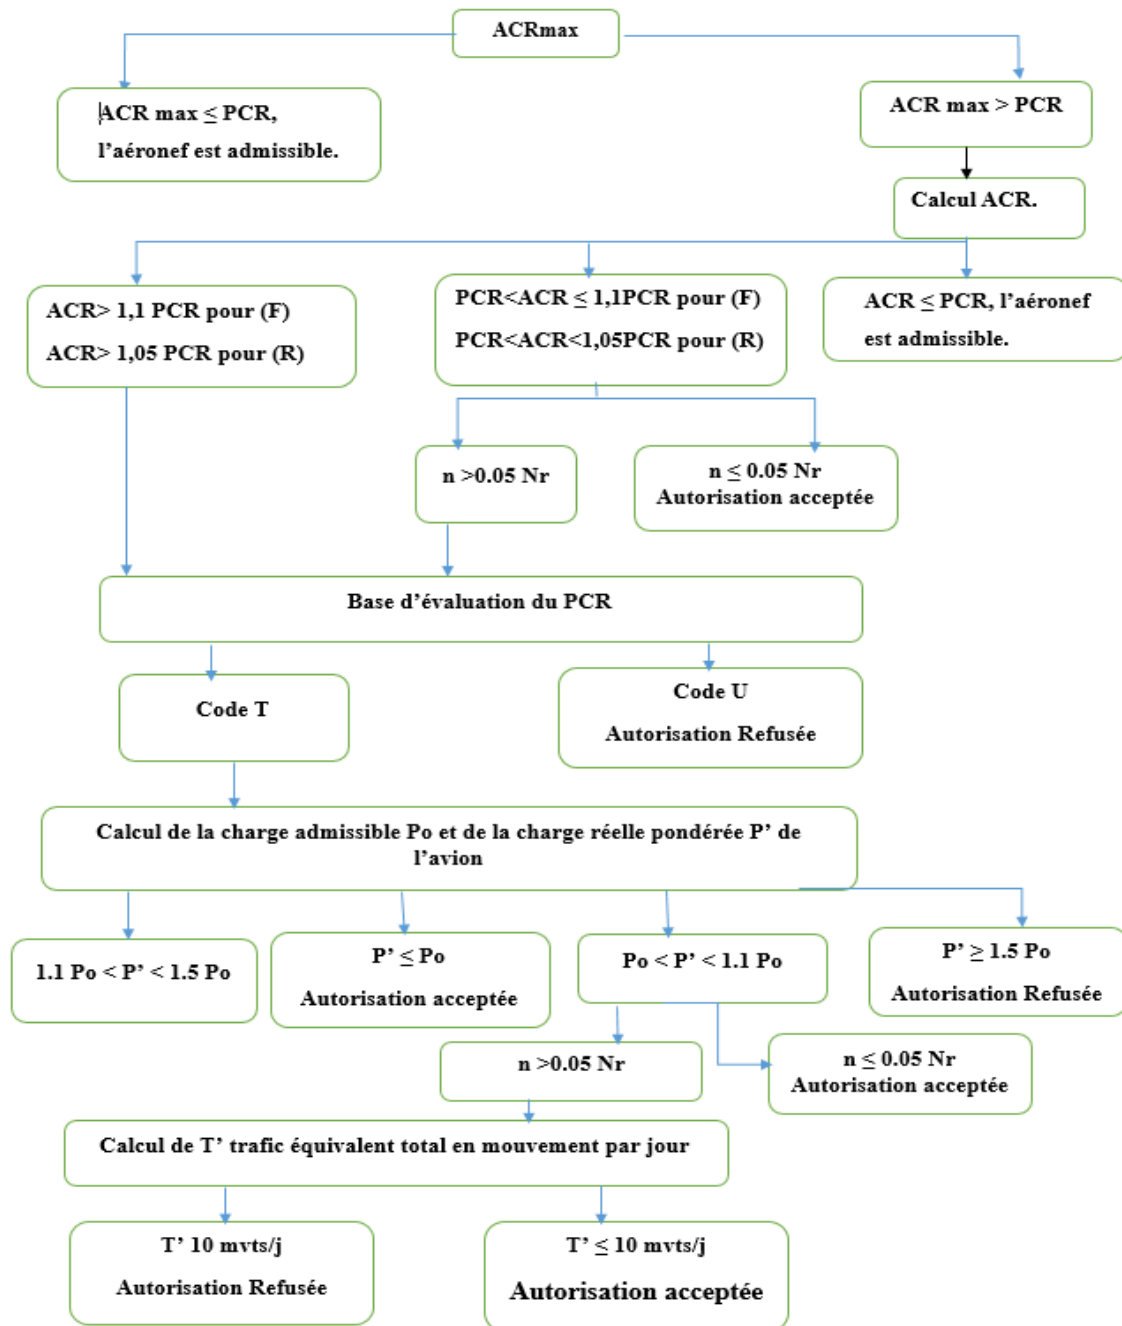 ACRmax
ACR max ≤ PCR,
l’aéronef est admissible.
ACR max > PCR
Calcul ACR.
ACR> 1,1 PCR pour (F)
ACR> 1,05 PCR pour (R)
PCR<ACR ≤ 1,1PCR pour (F)
PCR<ACR<1,05PCR pour (R)
ACR ≤ PCR, l’aéronef
est admissible.
n >0.05 Nr
n ≤ 0.05 Nr
Autorisation acceptée
Base d’évaluation du PCR
Code T
Code U
Autorisation Refusée
Calcul de la charge admissible Po et de la charge réelle pondérée P’ de
l’avion
1.1 Po < P’ < 1.5 Po
P’ ≤ Po
Autorisation acceptée
Po < P’ < 1.1 Po
P’ ≥ 1.5 Po
Autorisation Refusée
n >0.05 Nr
n ≤ 0.05 Nr
Autorisation acceptée
Calcul de T’ trafic équivalent total en mouvement par jour
T’ 10 mvts/j
Autorisation Refusée
T’ ≤ 10 mvts/j
Autorisation acceptée